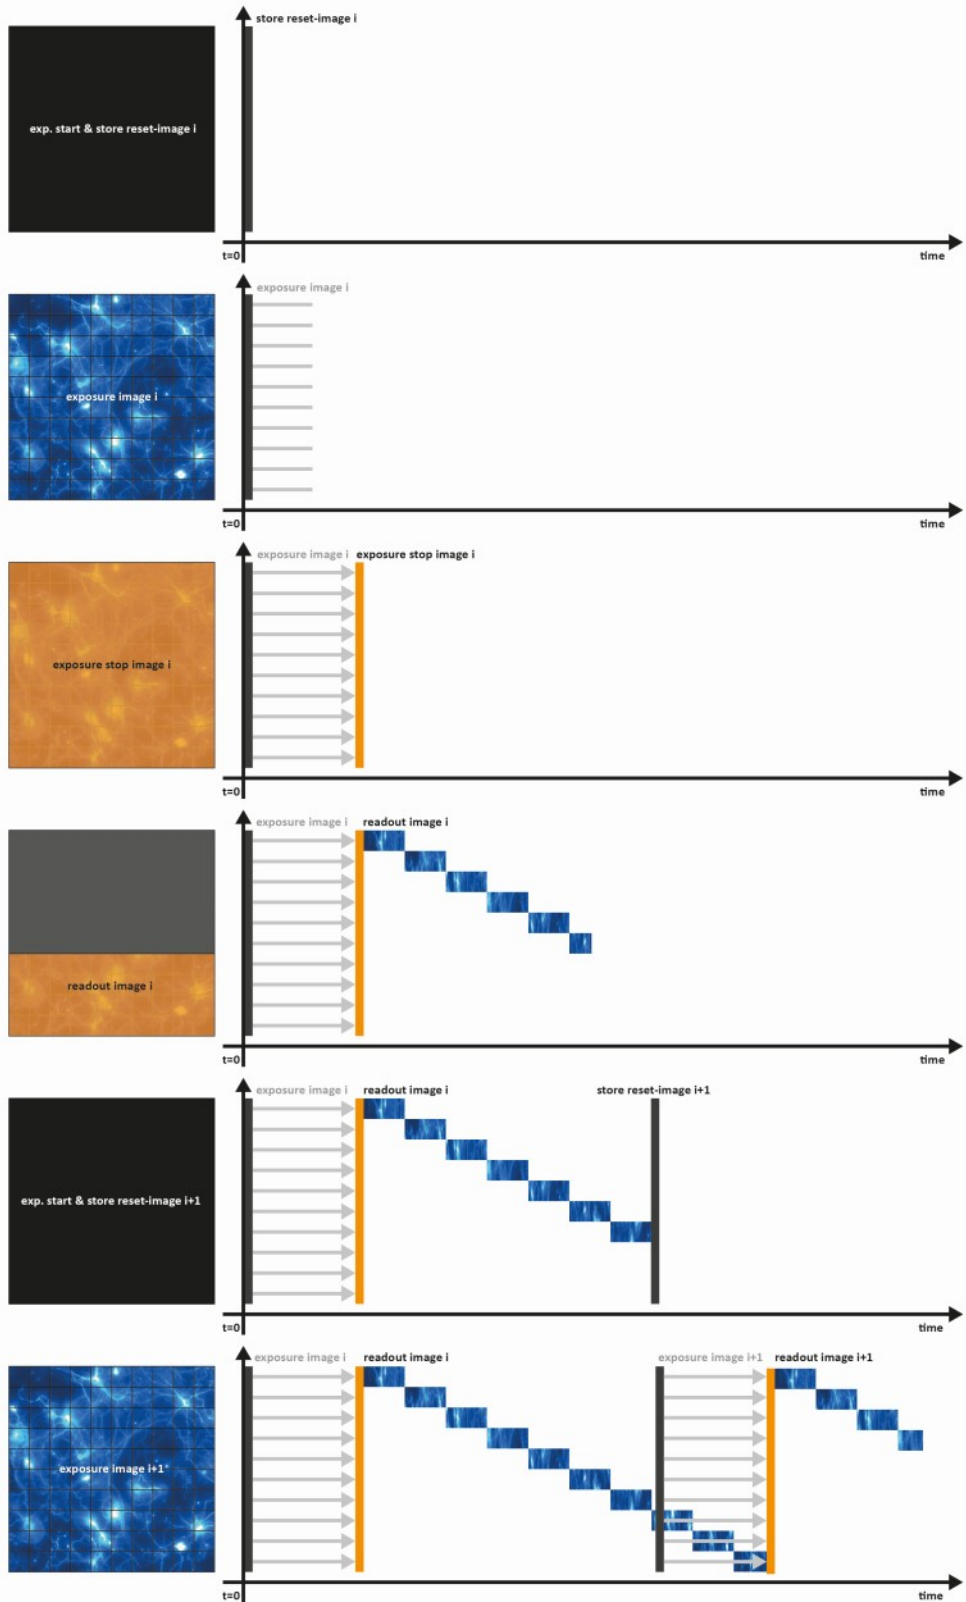 store reset-image i
exp. start & store reset-image i
t=0
time
exposure image i
exposure image i
t=0
time
exposure image i
exposure stop image i
exposure stop image i
t=0
time
exposure image i
readout image i
readout image i
t=0
time
exposure image i
readout image i
store reset-image i+1
exp. start & store reset-image i+1
t=0
time
exposure image i
readout image i
exposure image i+1
readout image i+1
exposure image i+1
t=0
time